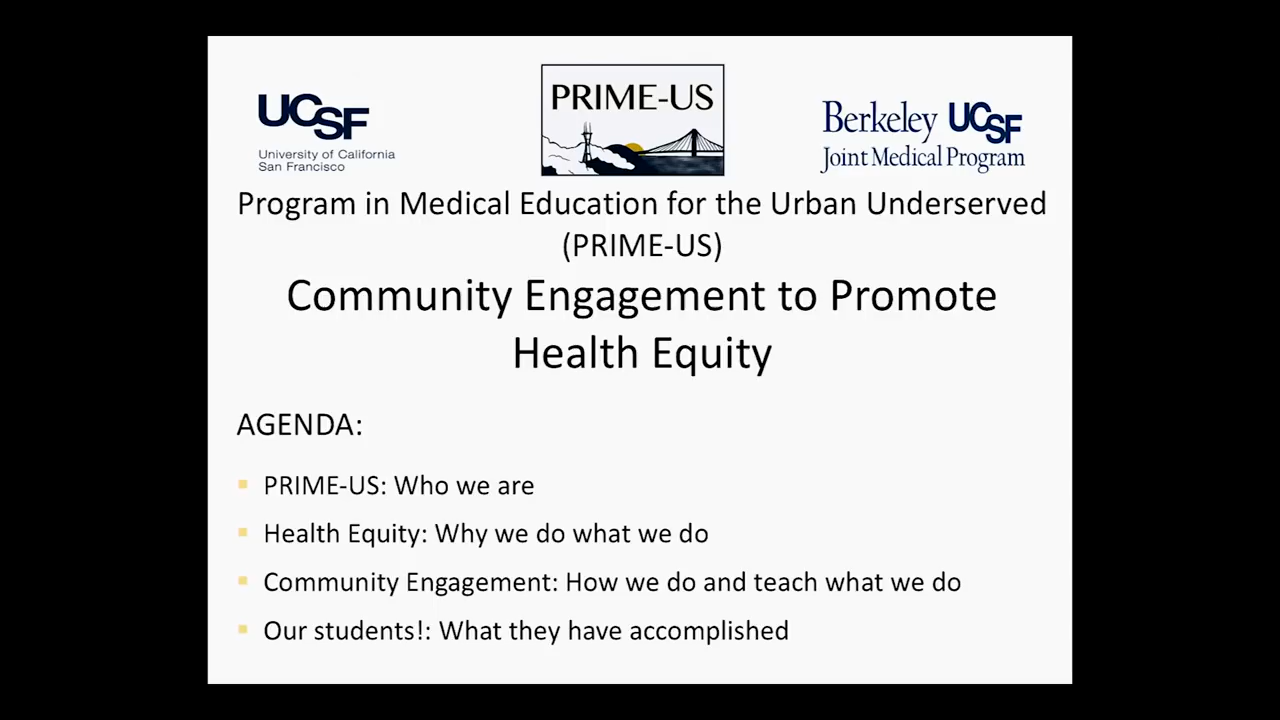 UCSF
University of California
San Francisco
PRIME-US
Berkeley UCSF
Joint Medical Program
Program in Medical Education for the Urban Underserved
(PRIME-US)
Community Engagement to Promote
Health Equity
AGENDA:
PRIME-US: Who we are
Health Equity: Why we do what we do
Community Engagement: How we do and teach what we do
Our students!: What they have accomplished